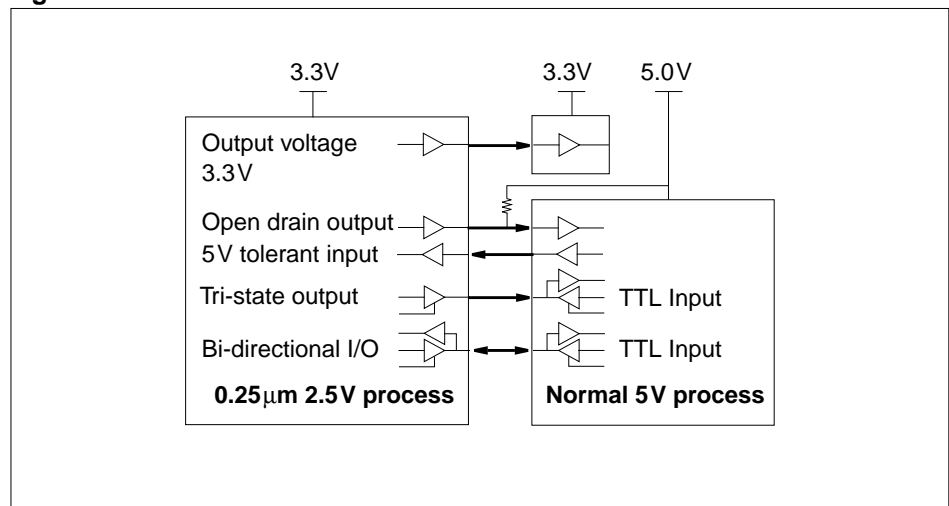 3.3V 3.3V 5.0V
Output voltage
3.3V
Open drain output
5V tolerant input
Tri-state output TTL Input
Bi-directional I/O TTL Input
0.25μm 2.5V process Normal 5V process